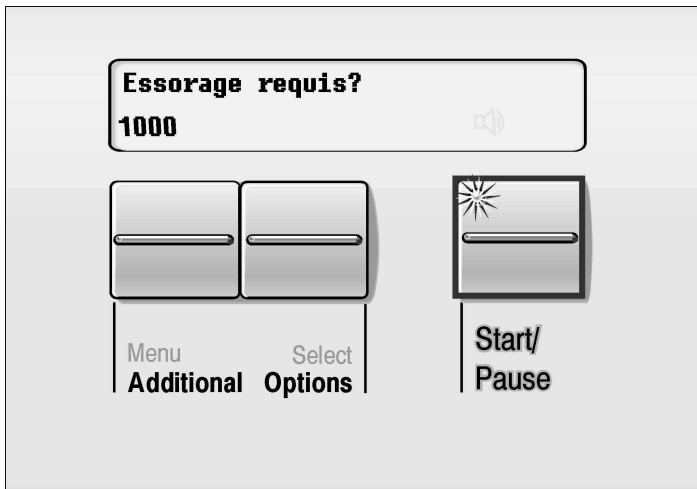 Essorage requis?
1000
Menu Select
Additional Options
Start/
Pause